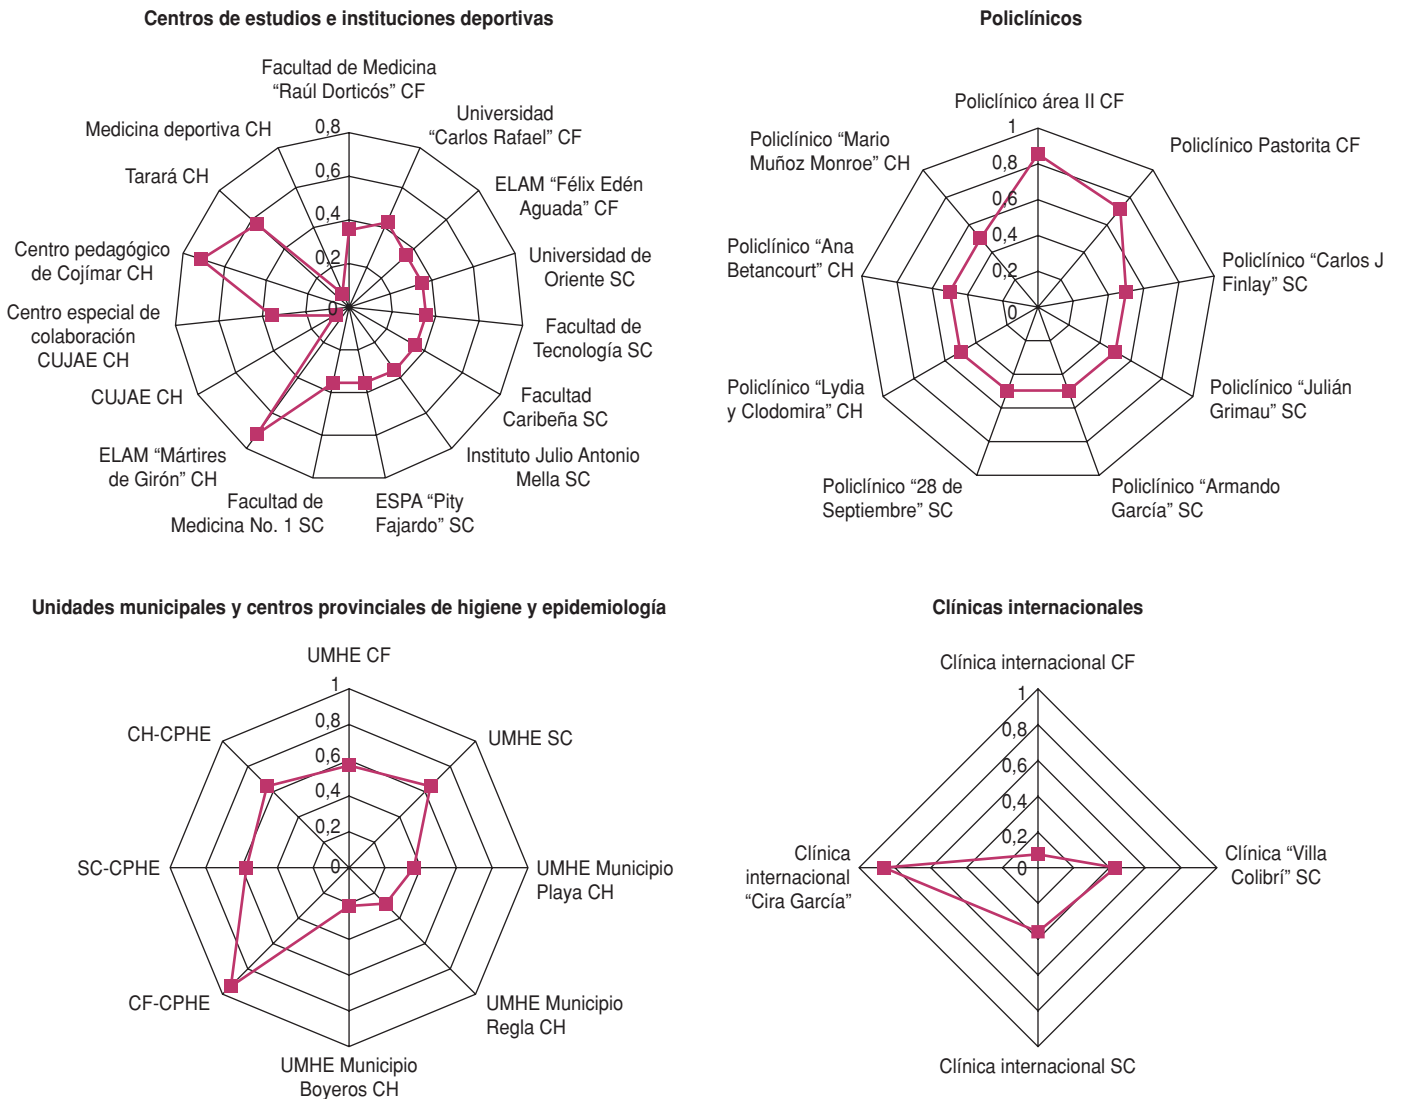 Centros de estudios e instituciones deportivas
Facultad de Medicina
“Raúl Dorticós” CF
Universidad
“Carlos Rafael” CF
ELAM “Félix Edén
Aguada” CF
Universidad de
Oriente SC
Facultad de
Tecnología SC
Facultad
Caribeña SC
Instituto Julio Antonio
Mella SC
ESPA “Pity
Fajardo” SC
Facultad de
Medicina No. 1 SC
ELAM “Mártires
de Girón” CH
CUJAE CH
Centro especial de
colaboración
CUJAE CH
Centro pedagógico
de Cojímar CH
Tarará CH
Medicina deportiva CH
0,8
0,6
0,4
0,2
0
Policlínicos
Policlínico área II CF
Policlínico Pastorita CF
Policlínico “Carlos J
Finlay” SC
Policlínico “Julián
Grimau” SC
Policlínico “Armando
García” SC
Policlínico “28 de
Septiembre” SC
Policlínico “Lydia
y Clodomira” CH
Policlínico “Ana
Betancourt” CH
Policlínico “Mario
Muñoz Monroe” CH
1
0,8
0,6
0,4
0,2
0
Unidades municipales y centros provinciales de higiene y epidemiología
UMHE CF
UMHE SC
UMHE Municipio
Playa CH
UMHE Municipio
Regla CH
UMHE Municipio
Boyeros CH
CF-CPHE
SC-CPHE
CH-CPHE
1
0,8
0,6
0,4
0,2
0
Clínicas internacionales
Clínica internacional CF
Clínica “Villa
Colibrí” SC
Clínica internacional SC
Clínica
internacional
“Cira García”
1
0,8
0,6
0,4
0,2
0